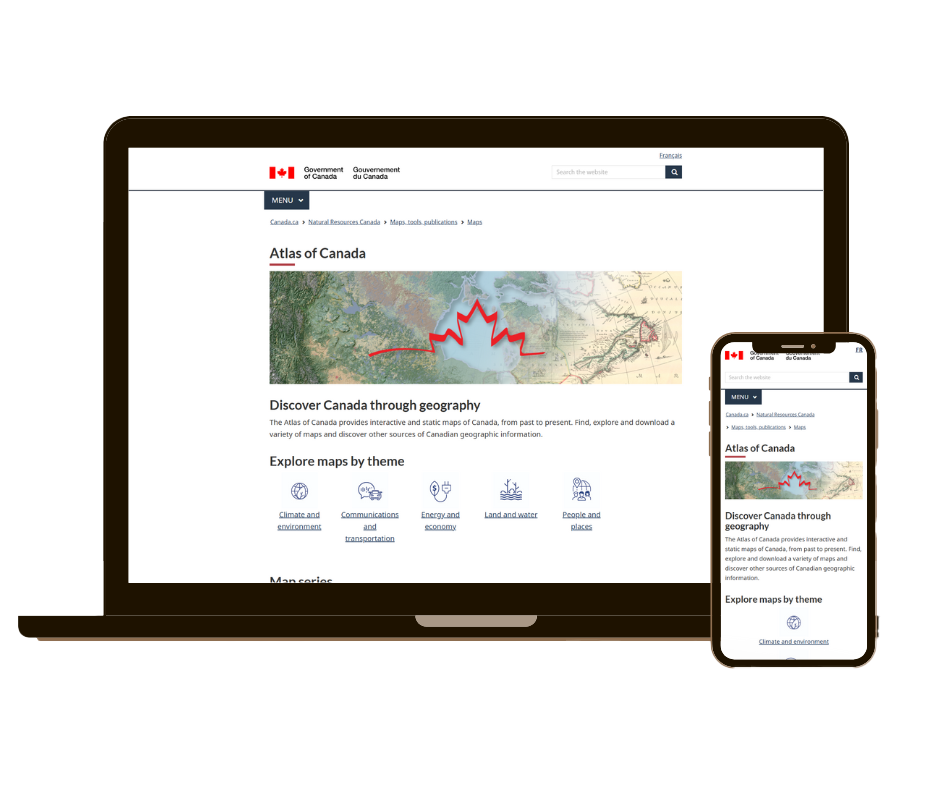 Français
Government of Canada
Gouvernement du Canada
Search the website
MENU
Canada.ca > Natural Resources Canada > Maps, tools, publications > Maps
Atlas of Canada
Discover Canada through geography
The Atlas of Canada provides interactive and static maps of Canada, from past to present. Find, explore and download a
variety of maps and discover other sources of Canadian geographic information.
Explore maps by theme
Climate and
environment
Communications
and
transportation
Energy and
economy
Land and water
People and
places
Map series
FR
Government
of Canada
Gouvernement
du Canada
Search the website
MENU
Canada.ca > Natural Resources Canada
> Maps, tools, publications > Maps
Atlas of Canada
Discover Canada through
geography
The Atlas of Canada provides interactive and
static maps of Canada, from past to present. Find,
explore and download a variety of maps and
discover other sources of Canadian geographic
information.
Explore maps by theme
Climate and environment